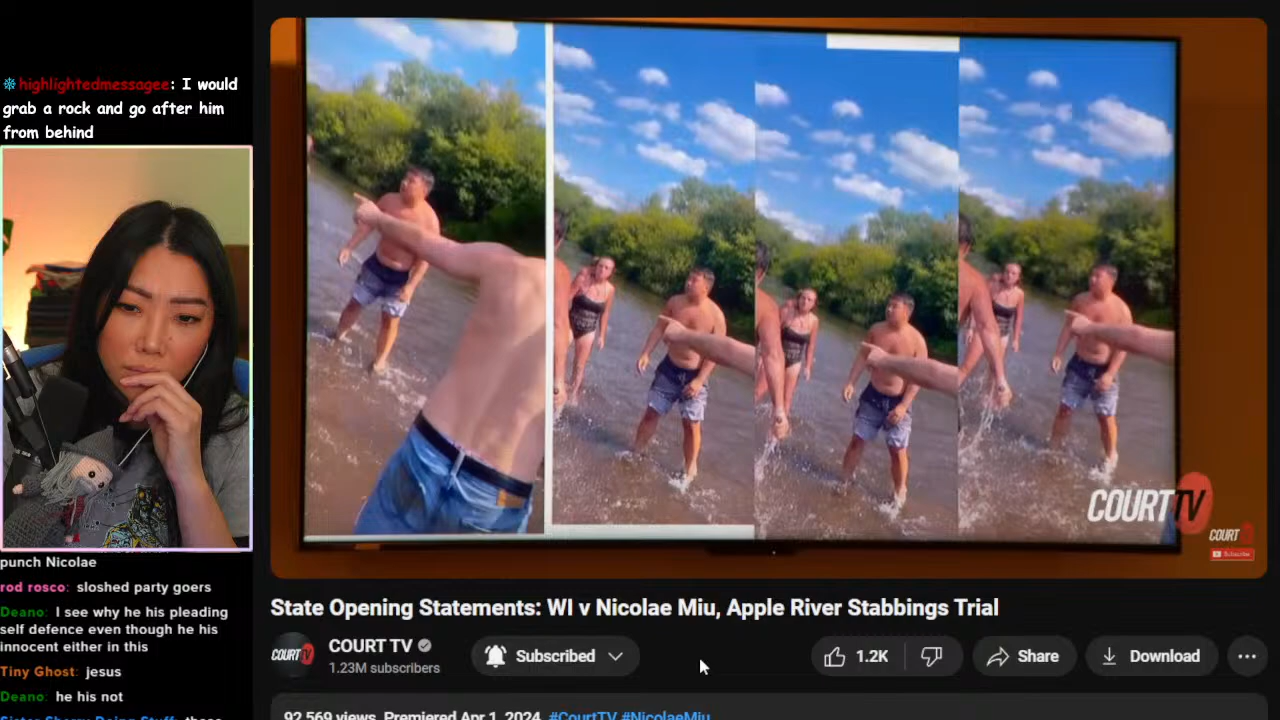 highlightedmessagee: I would
grab a rock and go after him
from behind
punch Nicolae
rod rosco: sloshed party goers
Deano: I see why he his pleading
self defence even though he his
innocent either in this
Tiny Ghost: jesus
Deano: he his not
COURT TV
COURT
Subscribe
State Opening Statements: WI v Nicolae Miu, Apple River Stabbings Trial
COURT TV
COURT TV
1.23M subscribers
Subscribed
1.2K
Share
Download
92,569 views Premiered Apr 1, 2024 #CourtTV #NicolaeMiu